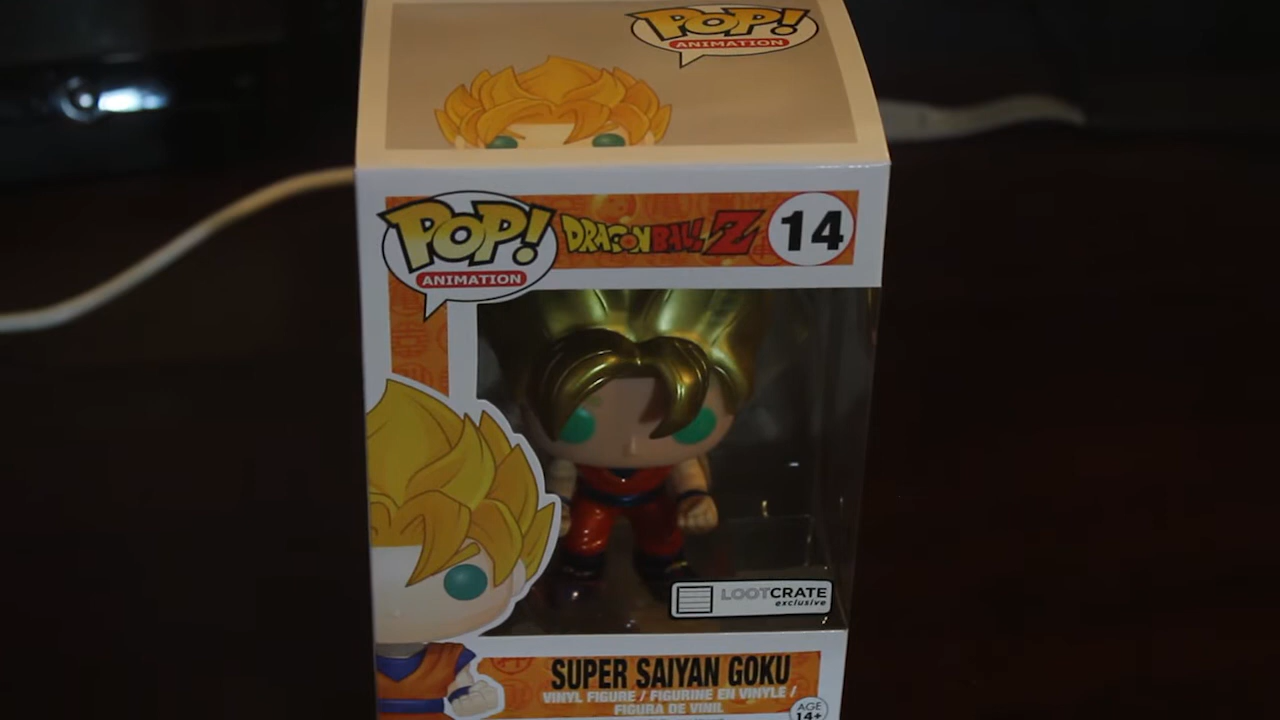 POP!
ANIMATION
POP!
ANIMATION
DRAGONBALL Z
14
LOOTCRATE
exclusive
SUPER SAIYAN GOKU
VINYL FIGURE / FIGURINE EN VINYLE /
FIGURA DE VINIL
AGE
14+